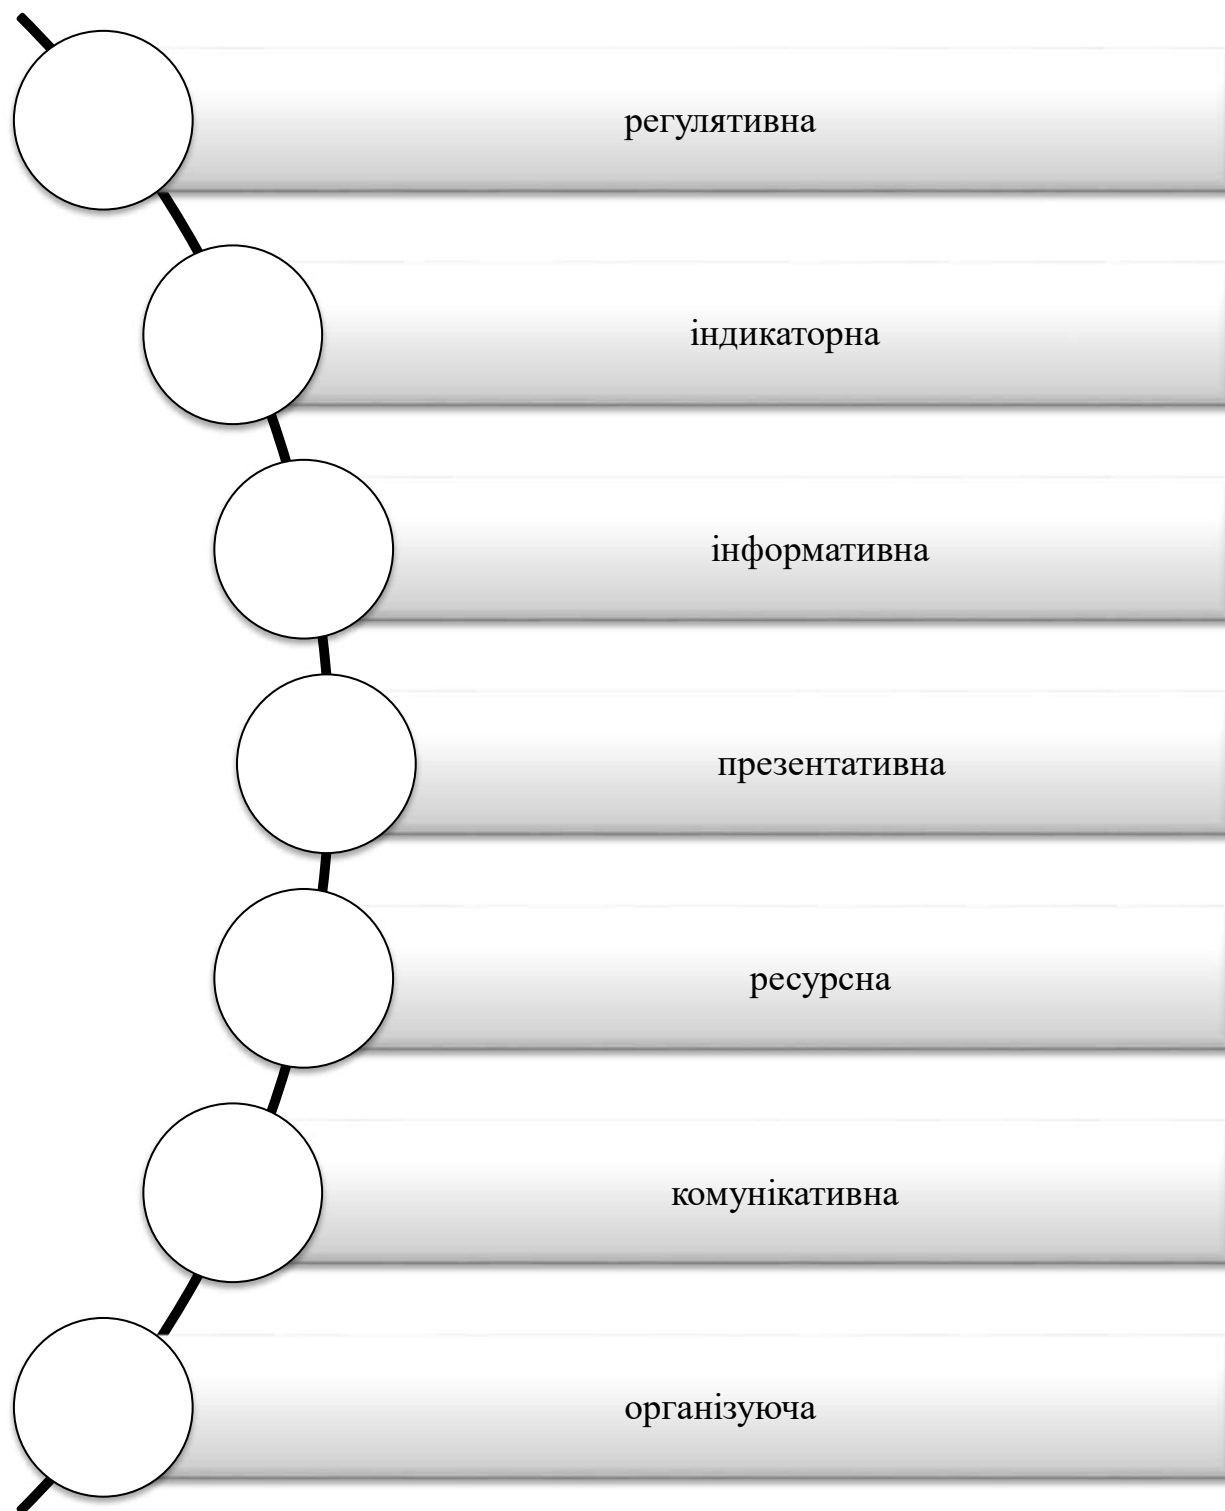 регулятивна
індикаторна
інформативна
презентативна
ресурсна
комунікативна
організуюча